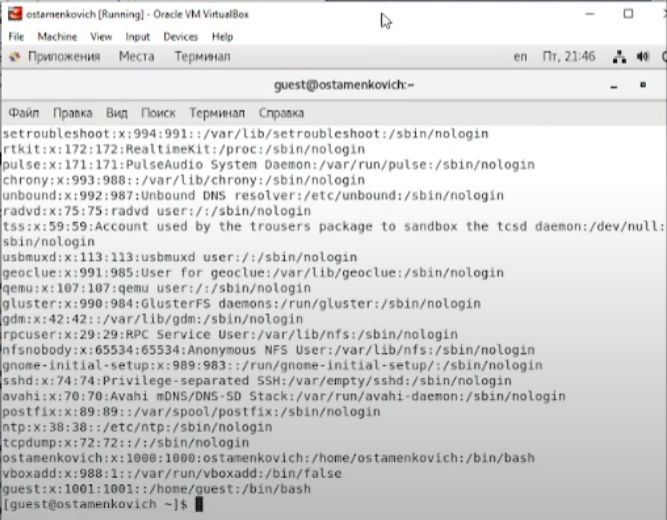 ostamenkovich [Running] - Oracle VM VirtualBox
File Machine View Input Devices Help
Приложения Места Терминал en Пт, 21:46
guest@ostamenkovich:~
Файл Правка Вид Поиск Терминал Справка
setroubleshoot:x:994:991::/var/lib/setroubleshoot:/sbin/nologin
rtkit:x:172:172:RealtimeKit:/proc:/sbin/nologin
pulse:x:171:171:PulseAudio System Daemon:/var/run/pulse:/sbin/nologin
chrony:x:993:988::/var/lib/chrony:/sbin/nologin
unbound:x:992:987:Unbound DNS resolver:/etc/unbound:/sbin/nologin
radvd:x:75:75:radvd user:/:/sbin/nologin
tss:x:59:59:Account used by the trousers package to sandbox the tcsd daemon:/dev/null:
sbin/nologin
usbmuxd:x:113:113:usbmuxd user:/:/sbin/nologin
geoclue:x:991:985:User for geoclue:/var/lib/geoclue:/sbin/nologin
qemu:x:107:107:qemu user:/:/sbin/nologin
gluster:x:990:984:GlusterFS daemons:/run/gluster:/sbin/nologin
gdm:x:42:42::/var/lib/gdm:/sbin/nologin
rpcuser:x:29:29:RPC Service User:/var/lib/nfs:/sbin/nologin
nfsnobody:x:65534:65534:Anonymous NFS User:/var/lib/nfs:/sbin/nologin
gnome-initial-setup:x:989:983::/run/gnome-initial-setup/:/sbin/nologin
sshd:x:74:74:Privilege-separated SSH:/var/empty/sshd:/sbin/nologin
avahi:x:70:70:Avahi mDNS/DNS-SD Stack:/var/run/avahi-daemon:/sbin/nologin
postfix:x:89:89::/var/spool/postfix:/sbin/nologin
ntp:x:38:38::/etc/ntp:/sbin/nologin
tcpdump:x:72:72::/:/sbin/nologin
ostamenkovich:x:1000:1000:ostamenkovich:/home/ostamenkovich:/bin/bash
vboxadd:x:988:1::/var/run/vboxadd:/bin/false
guest:x:1001:1001::/home/guest:/bin/bash
[guest@ostamenkovich ~]$